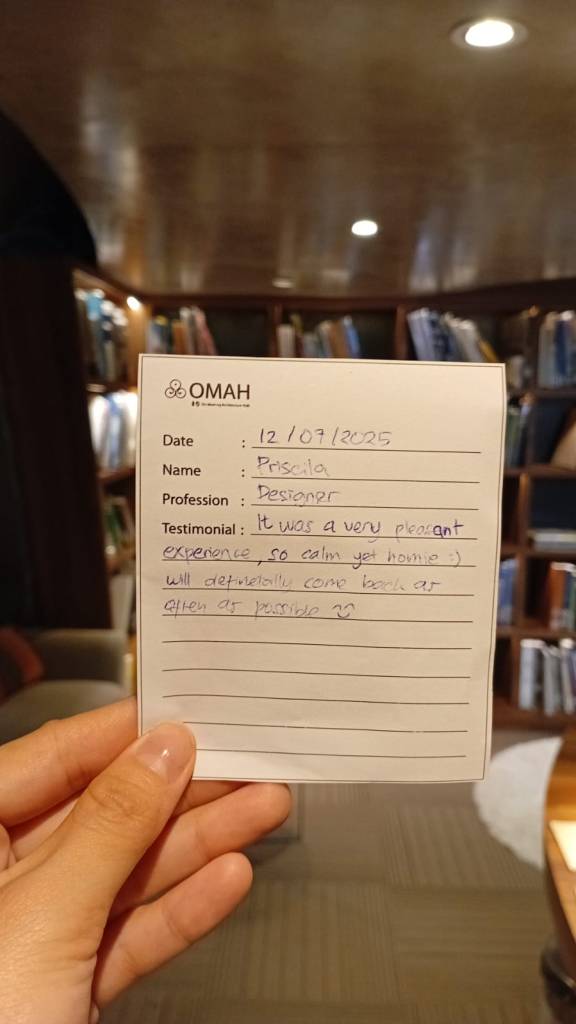 OMAH
Date : 12/07/2025
Name : Priscila
Profession : Designer
Testimonial : It was a very pleasant
experience, so calm yet homie :)
will definetally come back as
often as possible